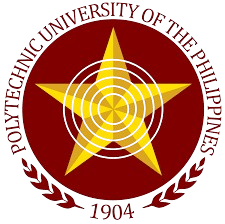 POLYTECHNIC UNIVERSITY OF THE PHILIPPINES
1904